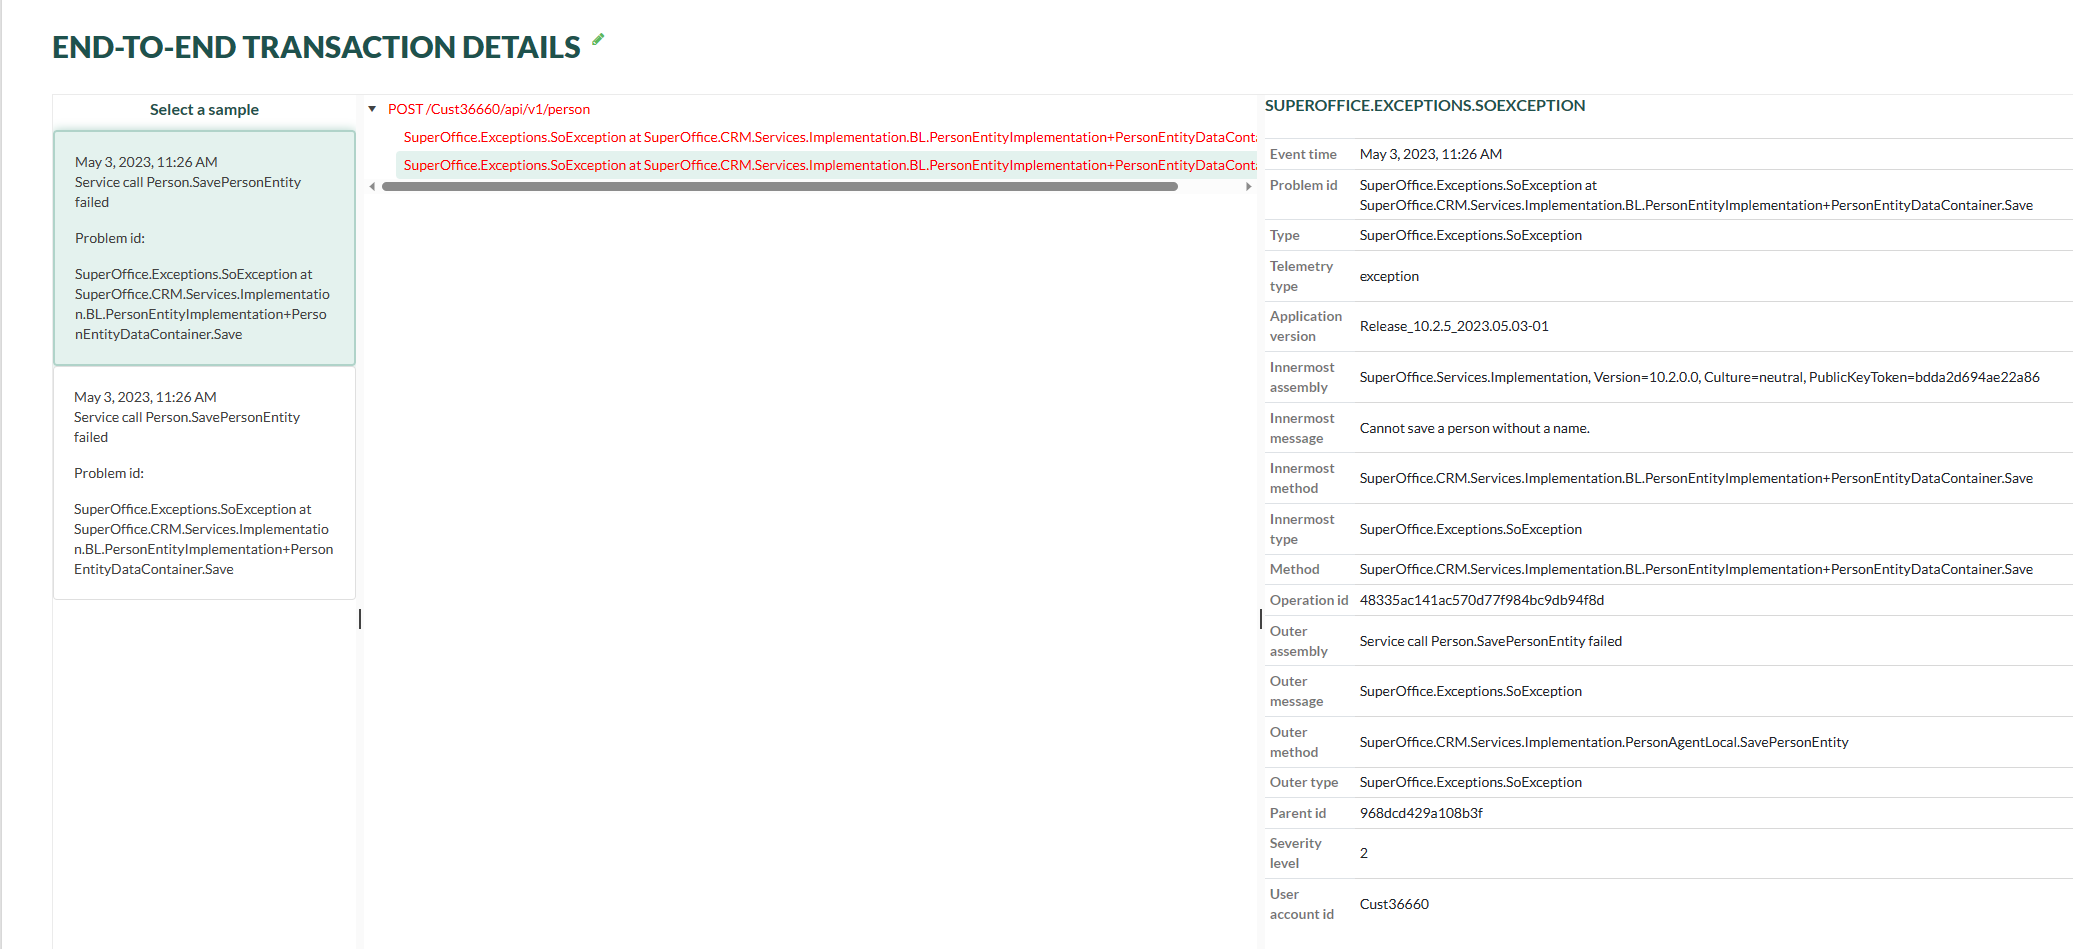 END-TO-END TRANSACTION DETAILS
Select a sample
May 3, 2023, 11:26 AM
Service call Person.SavePersonEntity
failed
Problem id:
SuperOffice.Exceptions.SoException at
SuperOffice.CRM.Services.Implementatio
n.BL.PersonEntityImplementation+Perso
nEntityDataContainer.Save
May 3, 2023, 11:26 AM
Service call Person.SavePersonEntity
failed
Problem id:
SuperOffice.Exceptions.SoException at
SuperOffice.CRM.Services.Implementatio
n.BL.PersonEntityImplementation+Person
EntityDataContainer.Save
POST /Cust36660/api/v1/person
SuperOffice.Exceptions.SoException at SuperOffice.CRM.Services.Implementation.BL.PersonEntityImplementation+PersonEntityDataConta
SuperOffice.Exceptions.SoException at SuperOffice.CRM.Services.Implementation.BL.PersonEntityImplementation+PersonEntityDataConta
SUPEROFFICE.EXCEPTIONS.SOEXCEPTION
Event time May 3, 2023, 11:26 AM
Problem id SuperOffice.Exceptions.SoException at
SuperOffice.CRM.Services.Implementation.BL.PersonEntityImplementation+PersonEntityDataContainer.Save
Type SuperOffice.Exceptions.SoException
Telemetry
type
exception
Application
version
Release_10.2.5_2023.05.03-01
Innermost
assembly
SuperOffice.Services.Implementation, Version=10.2.0.0, Culture=neutral, PublicKeyToken=bdda2d694ae22a86
Innermost
message
Cannot save a person without a name.
Innermost
method
SuperOffice.CRM.Services.Implementation.BL.PersonEntityImplementation+PersonEntityDataContainer.Save
Innermost
type
SuperOffice.Exceptions.SoException
Method SuperOffice.CRM.Services.Implementation.BL.PersonEntityImplementation+PersonEntityDataContainer.Save
Operation id 48335ac141ac570d77f984bc9db94f8d
Outer
assembly
Service call Person.SavePersonEntity failed
Outer
message
SuperOffice.Exceptions.SoException
Outer
method
SuperOffice.CRM.Services.Implementation.PersonAgentLocal.SavePersonEntity
Outer type SuperOffice.Exceptions.SoException
Parent id 968dcd429a108b3f
Severity
level
2
User
account id
Cust36660